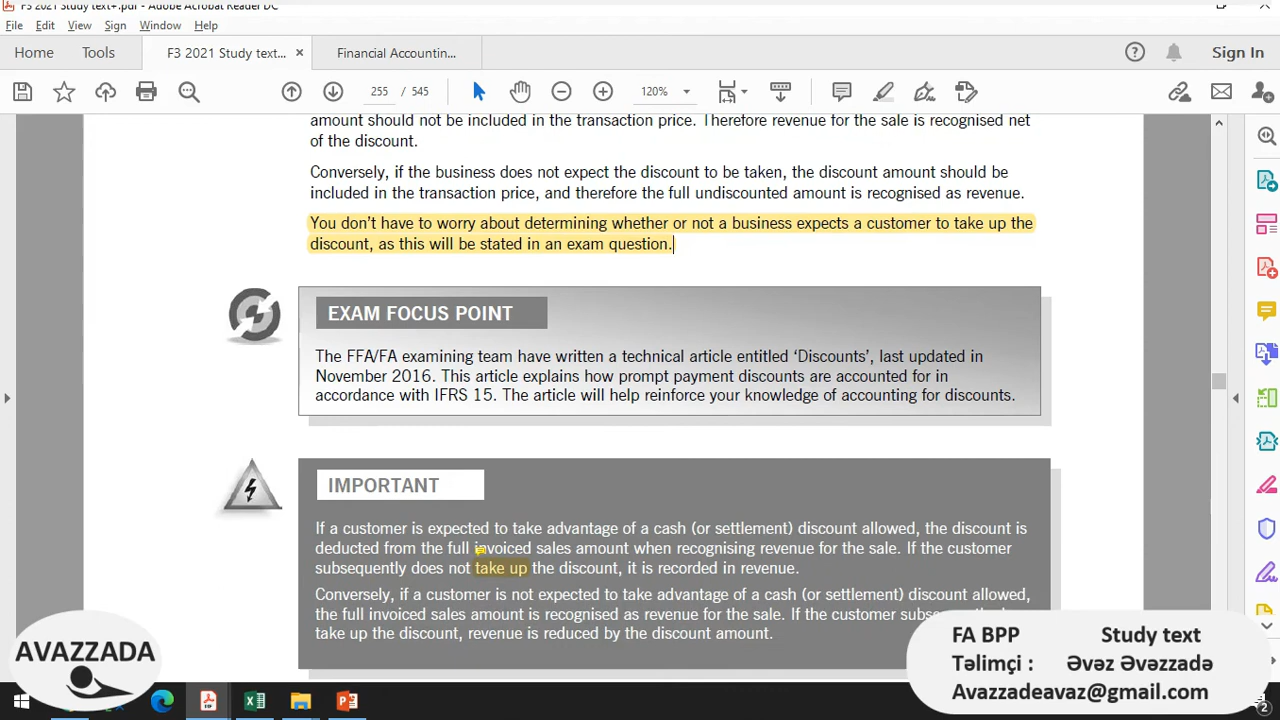 F3 2021 Study text+.pdf - Adobe Acrobat Reader DC
File Edit View Sign Window Help
Home Tools F3 2021 Study text... × Financial Accountin... Sign In
255 / 545 120%
amount should not be included in the transaction price. Therefore revenue for the sale is recognised net
of the discount.
Conversely, if the business does not expect the discount to be taken, the discount amount should be
included in the transaction price, and therefore the full undiscounted amount is recognised as revenue.
You don't have to worry about determining whether or not a business expects a customer to take up the
discount, as this will be stated in an exam question.
EXAM FOCUS POINT
The FFA/FA examining team have written a technical article entitled 'Discounts', last updated in
November 2016. This article explains how prompt payment discounts are accounted for in
accordance with IFRS 15. The article will help reinforce your knowledge of accounting for discounts.
IMPORTANT
If a customer is expected to take advantage of a cash (or settlement) discount allowed, the discount is
deducted from the full invoiced sales amount when recognising revenue for the sale. If the customer
subsequently does not take up the discount, it is recorded in revenue.
Conversely, if a customer is not expected to take advantage of a cash (or settlement) discount allowed,
the full invoiced sales amount is recognised as revenue for the sale. If the customer
take up the discount, revenue is reduced by the discount amount.
AVAZZADA
FA BPP Study text
Təlimçi : Əvəz Əvəzzadə
Avazzadeavaz@gmail.com
2